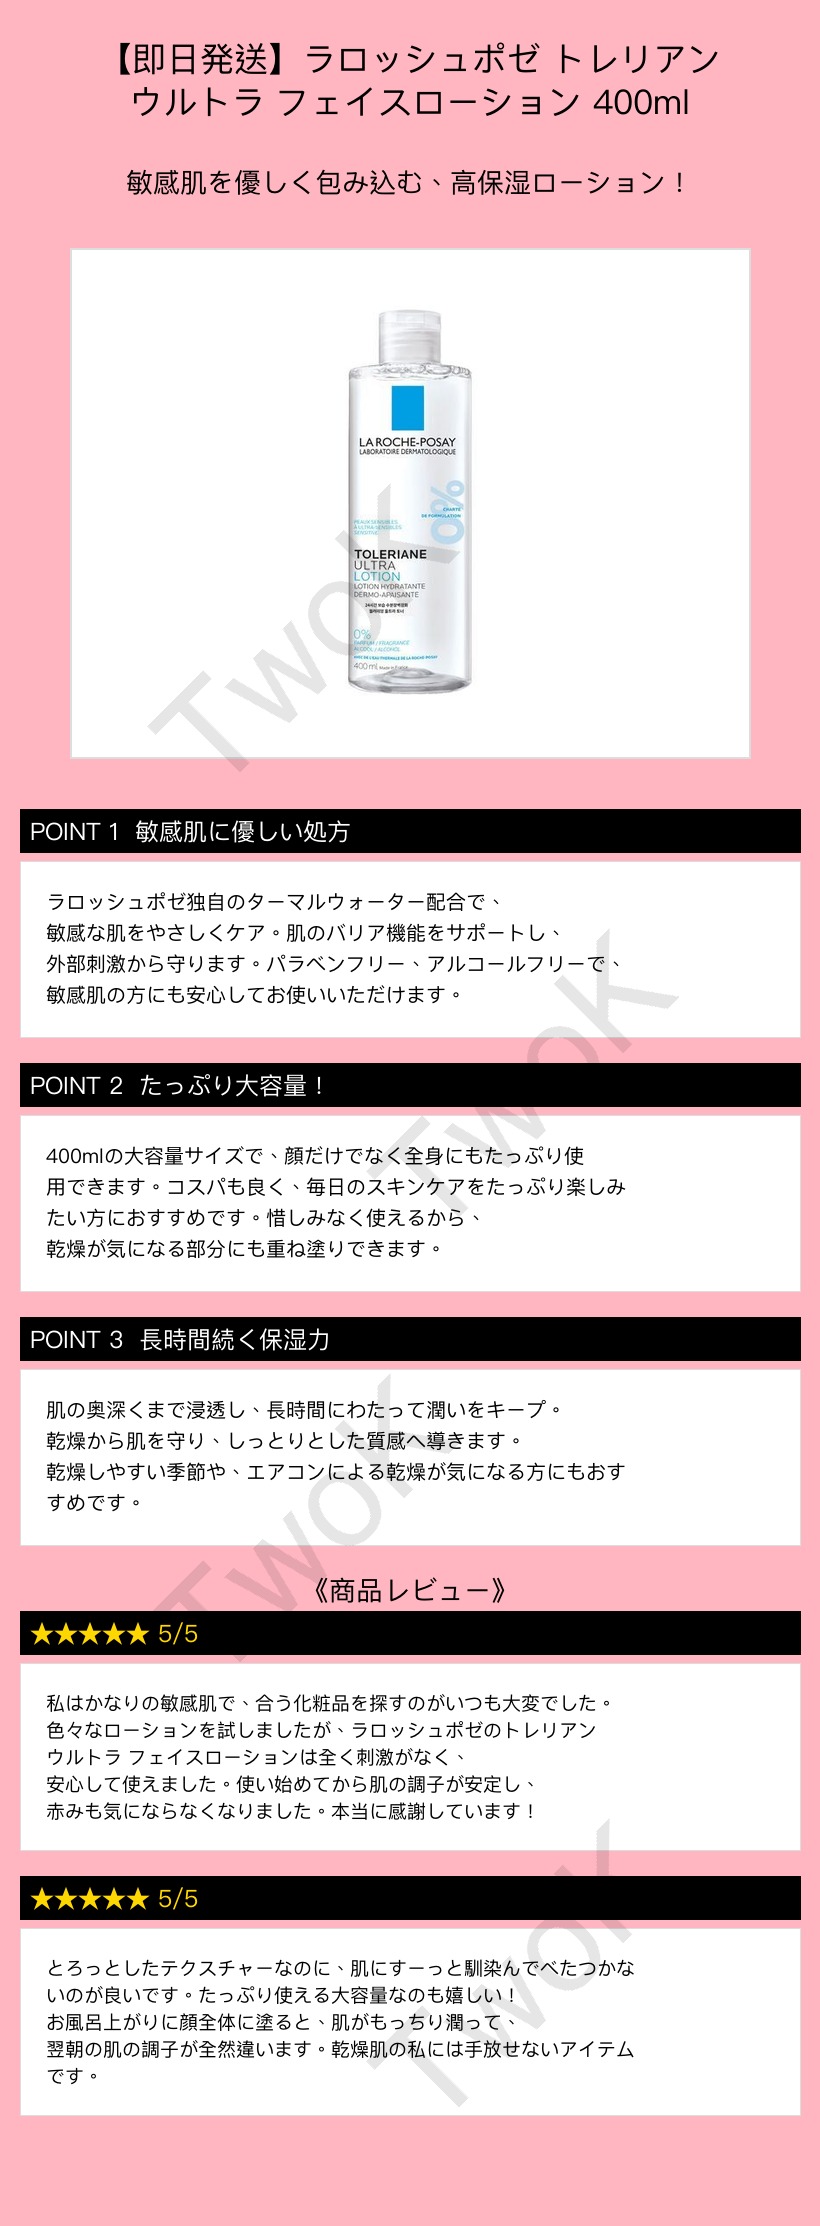 【即日発送】ラロッシュポゼ トレリアン
ウルトラ フェイスローション 400ml
敏感肌を優しく包み込む、高保湿ローション！
LA ROCHE-POSAY
LABORATOIRE DERMATOLOGIQUE
0%
CHARTE
DE FORMULATION
PEAUX SENSIBLES
À ULTRA-SENSIBLES
SENSITIVE
TOLERIANE
ULTRA
LOTION
LOTION HYDRATANTE
DERMO-APAISANTE
24시간 보습 수분장벽강화
똘러리앙 울트라 토너
0%
PARFUM / FRAGRANCE
ALCOOL / ALCOHOL
AVEC DE L'EAU THERMALE DE LA ROCHE-POSAY
400 ml
TwoK
POINT 1 敏感肌に優しい処方
ラロッシュポゼ独自のターマルウォーター配合で、
敏感な肌をやさしくケア。肌のバリア機能をサポートし、
外部刺激から守ります。パラベンフリー、アルコールフリーで、
敏感肌の方にも安心してお使いいただけます。
TwoK
POINT 2 たっぷり大容量！
400mlの大容量サイズで、顔だけでなく全身にもたっぷり使
用できます。コスパも良く、毎日のスキンケアをたっぷり楽しみ
たい方におすすめです。惜しみなく使えるから、
乾燥が気になる部分にも重ね塗りできます。
POINT 3 長時間続く保湿力
肌の奥深くまで浸透し、長時間にわたって潤いをキープ。
乾燥から肌を守り、しっとりとした質感へ導きます。
乾燥しやすい季節や、エアコンによる乾燥が気になる方にもおす
すめです。
TwoK
《商品レビュー》
★★★★★ 5/5
私はかなりの敏感肌で、合う化粧品を探すのがいつも大変でした。
色々なローションを試しましたが、ラロッシュポゼのトレリアン
ウルトラ フェイスローションは全く刺激がなく、
安心して使えました。使い始めてから肌の調子が安定し、
赤みも気にならなくなりました。本当に感謝しています！
★★★★★ 5/5
とろっとしたテクスチャーなのに、肌にすーっと馴染んでべたつかな
いのが良いです。たっぷり使える大容量なのも嬉しい！
お風呂上がりに顔全体に塗ると、肌がもっちり潤って、
翌朝の肌の調子が全然違います。乾燥肌の私には手放せないアイテム
です。
TwoK